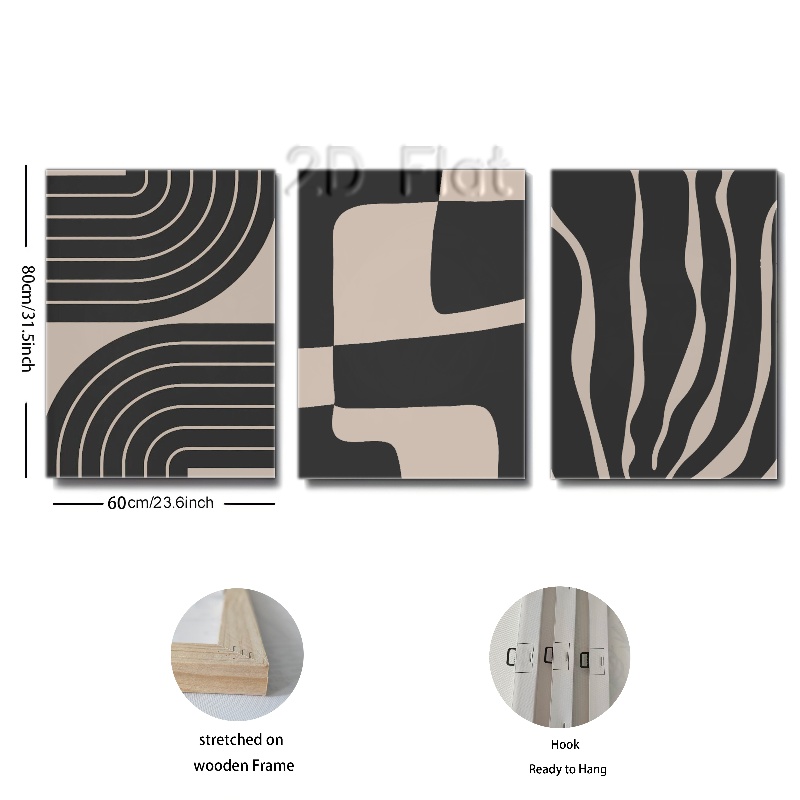 2D Flat
80cm/31.5inch
60cm/23.6inch
stretched on
wooden Frame
Hook
Ready to Hang